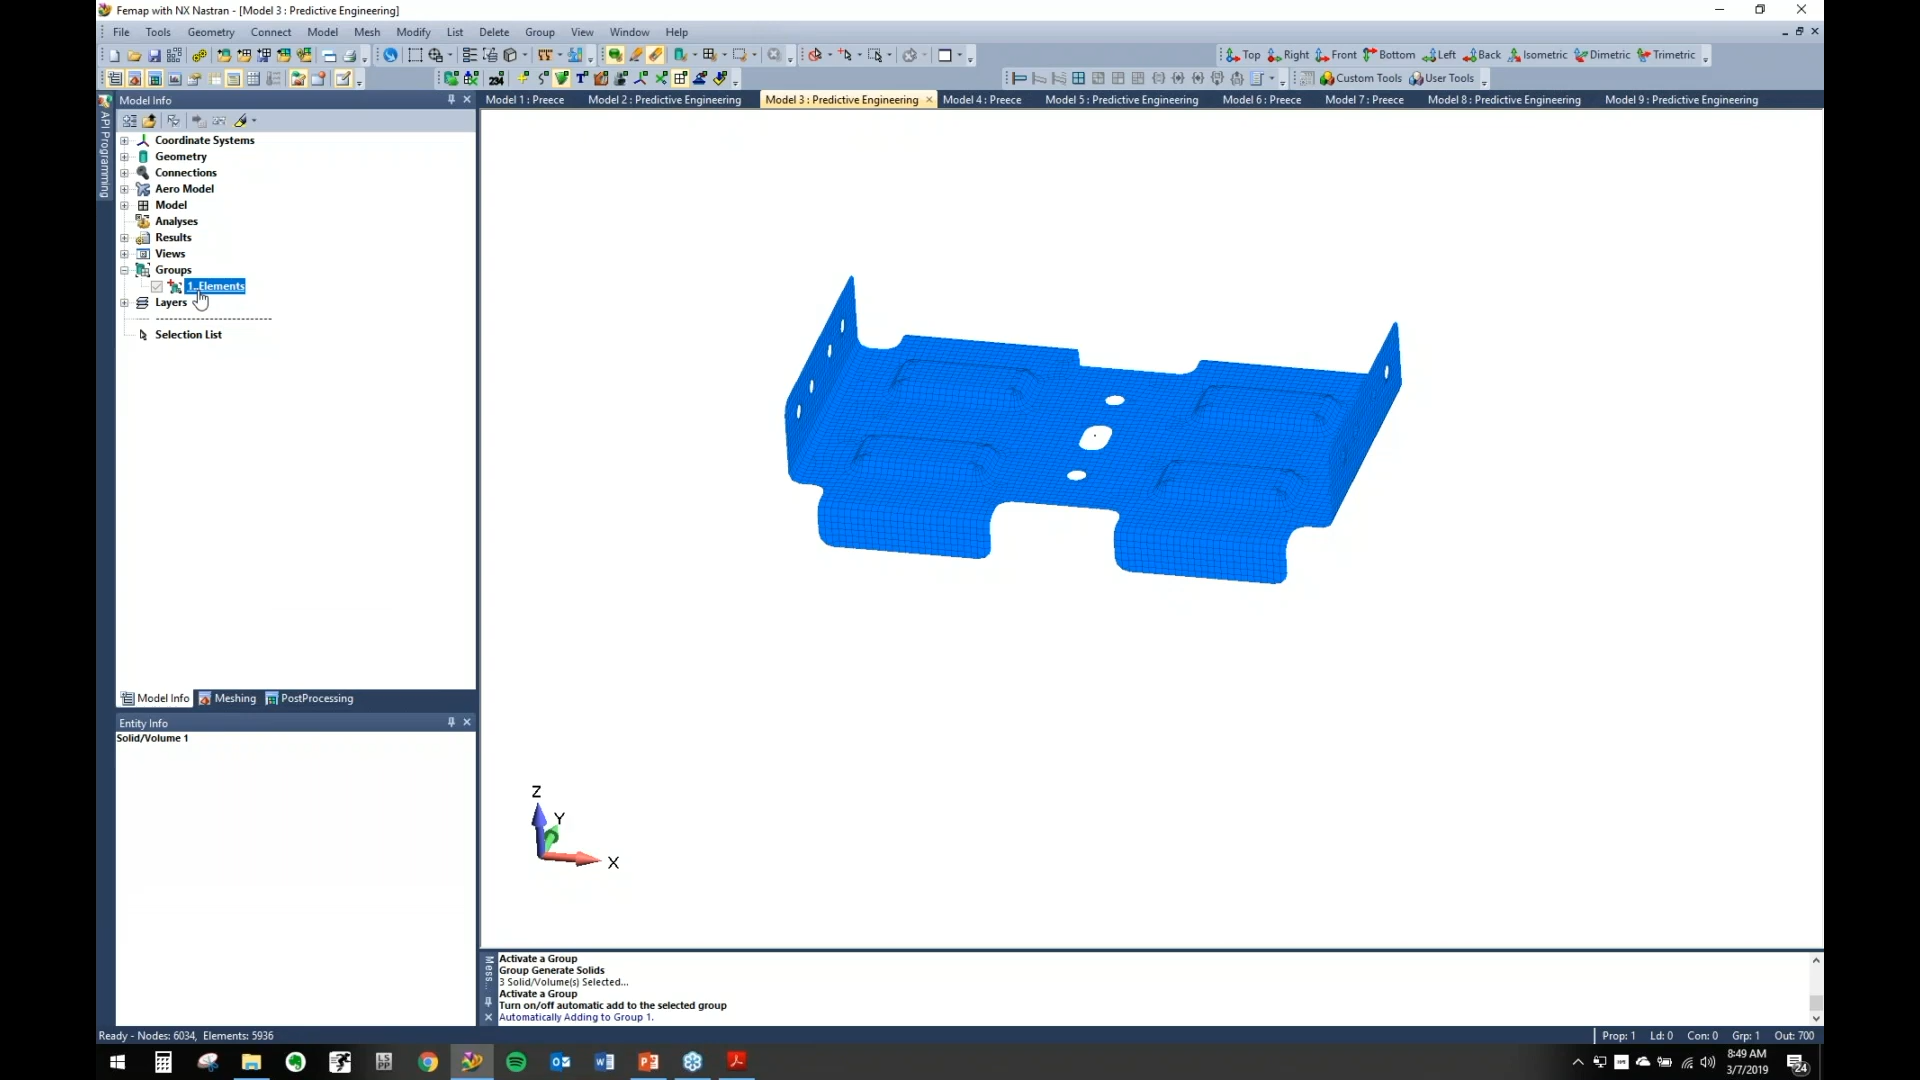 Femap with NX Nastran - [Model 3 : Predictive Engineering]
File Tools Geometry Connect Model Mesh Modify List Delete Group View Window Help
Top Right Front Bottom Left Back Isometric Dimetric Trimetric
234 Custom Tools User Tools
Model Info
Model 1 : Preece Model 2 : Predictive Engineering Model 3 : Predictive Engineering Model 4 : Preece Model 5 : Predictive Engineering Model 6 : Preece Model 7 : Preece Model 8 : Predictive Engineering Model 9 : Predictive Engineering
API Programming
Coordinate Systems
Geometry
Connections
Aero Model
Model
Analyses
Results
Views
Groups
1..Elements
Layers
Selection List
Model Info Meshing PostProcessing
Entity Info
Solid/Volume 1
Z
Y
X
Mess...
Activate a Group
Group Generate Solids
3 Solid/Volume(s) Selected...
Activate a Group
Turn on/off automatic add to the selected group
Automatically Adding to Group 1.
Ready - Nodes: 6034, Elements: 5936
Prop: 1 Ld: 0 Con: 0 Grp: 1 Out: 700
LS PP
8:49 AM
3/7/2019
24